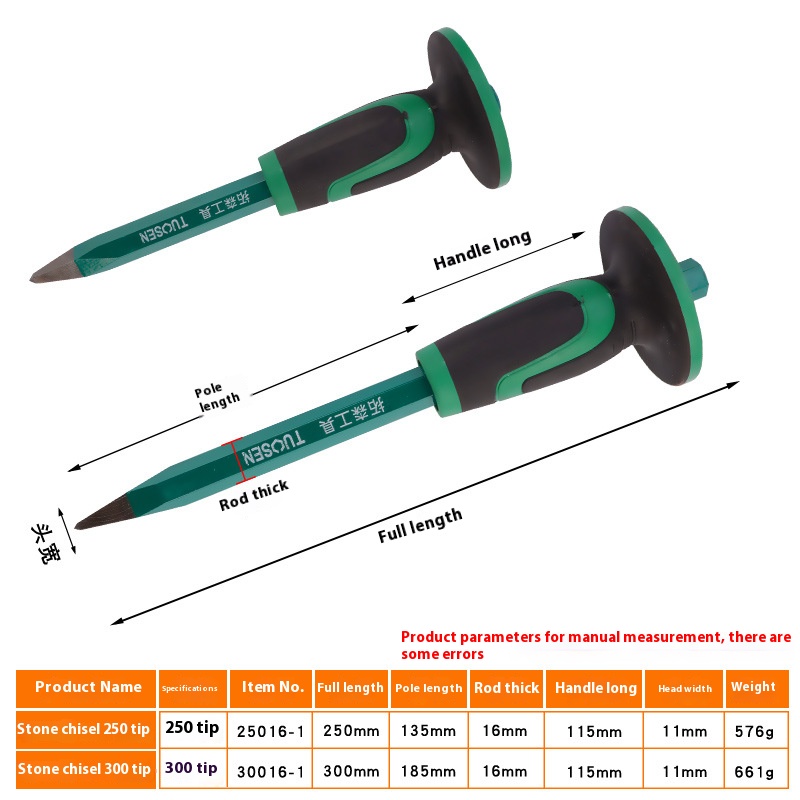 拓森工具 TUOSEN
Handle long
Pole
length
拓森工具 TUOSEN
Rod thick
头宽
Full length
Product parameters for manual measurement, there are
some errors
Product Name Specifications Item No. Full length Pole length Rod thick Handle long Head width Weight
Stone chisel 250 tip 250 tip 25016-1 250mm 135mm 16mm 115mm 11mm 576g
Stone chisel 300 tip 300 tip 30016-1 300mm 185mm 16mm 115mm 11mm 661g